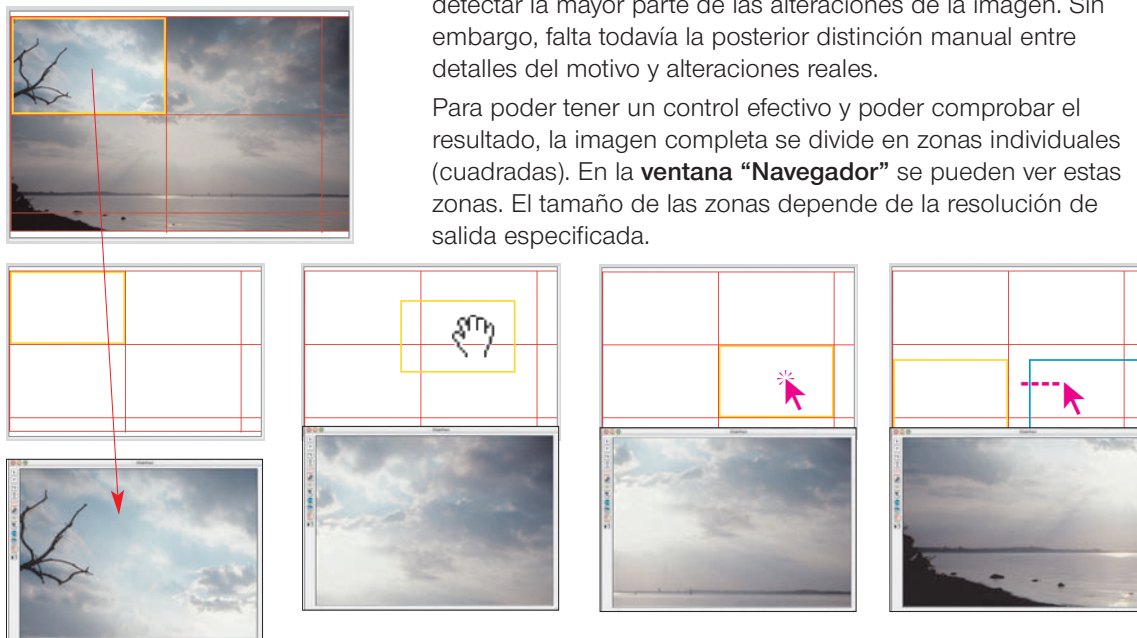 detectar la mayor parte de las alteraciones de la imagen. Sin
embargo, falta todavía la posterior distinción manual entre
detalles del motivo y alteraciones reales.
Para poder tener un control efectivo y poder comprobar el
resultado, la imagen completa se divide en zonas individuales
(cuadradas). En la ventana “Navegador” se pueden ver estas
zonas. El tamaño de las zonas depende de la resolución de
salida especificada.